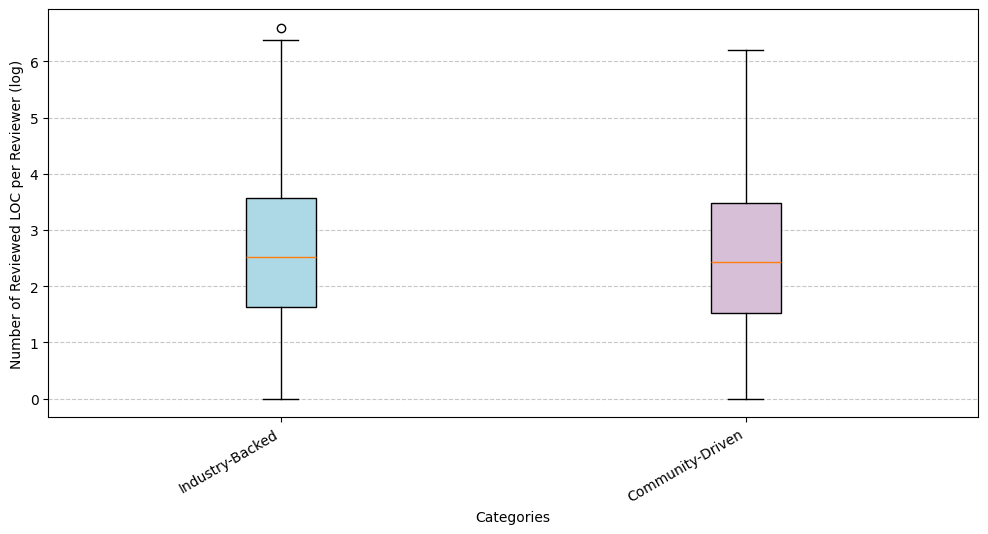 Number of Reviewed LOC per Reviewer (log)
6
5
4
3
2
1
0
Industry-Backed
Community-Driven
Categories